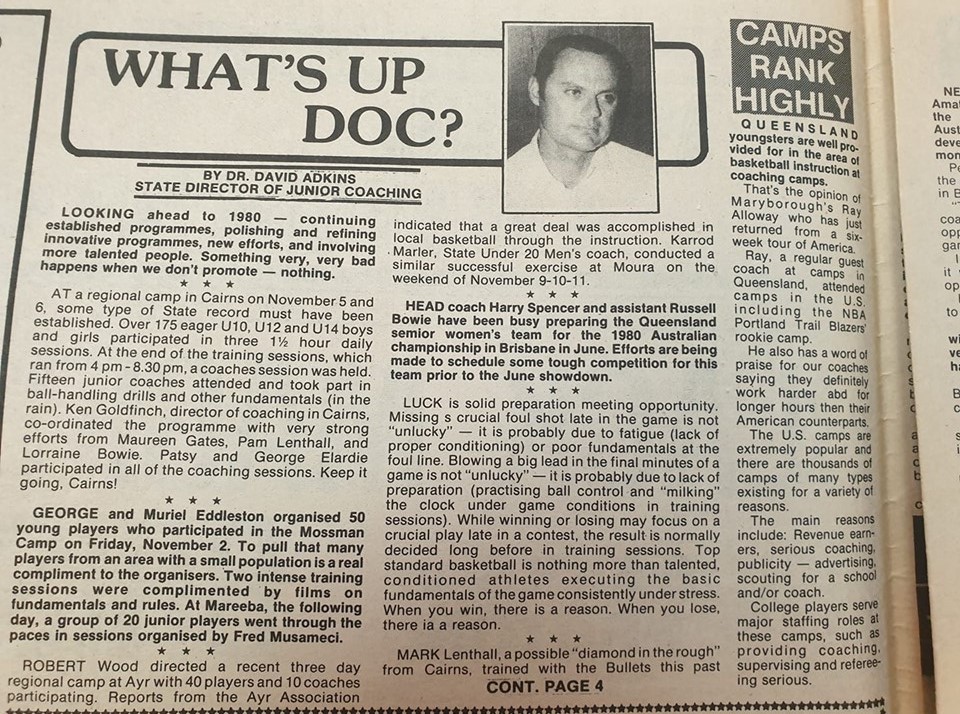 WHAT'S UP
DOC?
BY DR. DAVID ADKINS
STATE DIRECTOR OF JUNIOR COACHING
LOOKING ahead to 1980 — continuing
established programmes, polishing and refining
innovative programmes, new efforts, and involving
more talented people. Something very, very bad
happens when we don't promote — nothing.
★ ★ ★
AT a regional camp in Cairns on November 5 and
6, some type of State record must have been
established. Over 175 eager U10, U12 and U14 boys
and girls participated in three 1½ hour daily
sessions. At the end of the training sessions, which
ran from 4 pm - 8.30 pm, a coaches session was held.
Fifteen junior coaches attended and took part in
ball-handling drills and other fundamentals (in the
rain). Ken Goldfinch, director of coaching in Cairns,
co-ordinated the programme with very strong
efforts from Maureen Gates, Pam Lenthall, and
Lorraine Bowie. Patsy and George Elardie
participated in all of the coaching sessions. Keep it
going, Cairns!
★ ★ ★
GEORGE and Muriel Eddleston organised 50
young players who participated in the Mossman
Camp on Friday, November 2. To pull that many
players from an area with a small population is a real
compliment to the organisers. Two intense training
sessions were complimented by films on
fundamentals and rules. At Mareeba, the following
day, a group of 20 junior players went through the
paces in sessions organised by Fred Musameci.
★ ★ ★
ROBERT Wood directed a recent three day
regional camp at Ayr with 40 players and 10 coaches
participating. Reports from the Ayr Association
indicated that a great deal was accomplished in
local basketball through the instruction. Karrod
Marler, State Under 20 Men's coach, conducted a
similar successful exercise at Moura on the
weekend of November 9-10-11.
★ ★ ★
HEAD coach Harry Spencer and assistant Russell
Bowie have been busy preparing the Queensland
semior women's team for the 1980 Australian
championship in Brisbane in June. Efforts are being
made to schedule some tough competition for this
team prior to the June showdown.
★ ★ ★
LUCK is solid preparation meeting opportunity.
Missing s crucial foul shot late in the game is not
"unlucky" — it is probably due to fatigue (lack of
proper conditioning) or poor fundamentals at the
foul line. Blowing a big lead in the final minutes of a
game is not "unlucky" — it is probably due to lack of
preparation (practising ball control and "milking"
the clock under game conditions in training
sessions). While winning or losing may focus on a
crucial play late in a contest, the result is normally
decided long before in training sessions. Top
standard basketball is nothing more than talented,
conditioned athletes executing the basic
fundamentals of the game consistently under stress.
When you win, there is a reason. When you lose,
there ia a reason.
★ ★ ★
MARK Lenthall, a possible "diamond in the rough"
from Cairns, trained with the Bullets this past
CONT. PAGE 4
CAMPS
RANK
HIGHLY
QUEENSLAND
youngsters are well pro-
vided for in the area of
basketball instruction at
coaching camps.
That's the opinion of
Maryborough's Ray
Alloway who has just
returned from a six-
week tour of America.
Ray, a regular guest
coach at camps in
Queensland, attended
camps in the U.S.
including the NBA
Portland Trail Blazers'
rookie camp.
He also has a word of
praise for our coaches
saying they definitely
work harder abd for
longer hours then their
American counterparts.
The U.S. camps are
extremely popular and
there are thousands of
camps of many types
existing for a variety of
reasons.
The main reasons
include: Revenue earn-
ers, serious coaching,
publicity — advertising,
scouting for a school
and/or coach.
College players serve
major staffing roles at
these camps, such as
providing coaching,
supervising and referee-
ing serious.